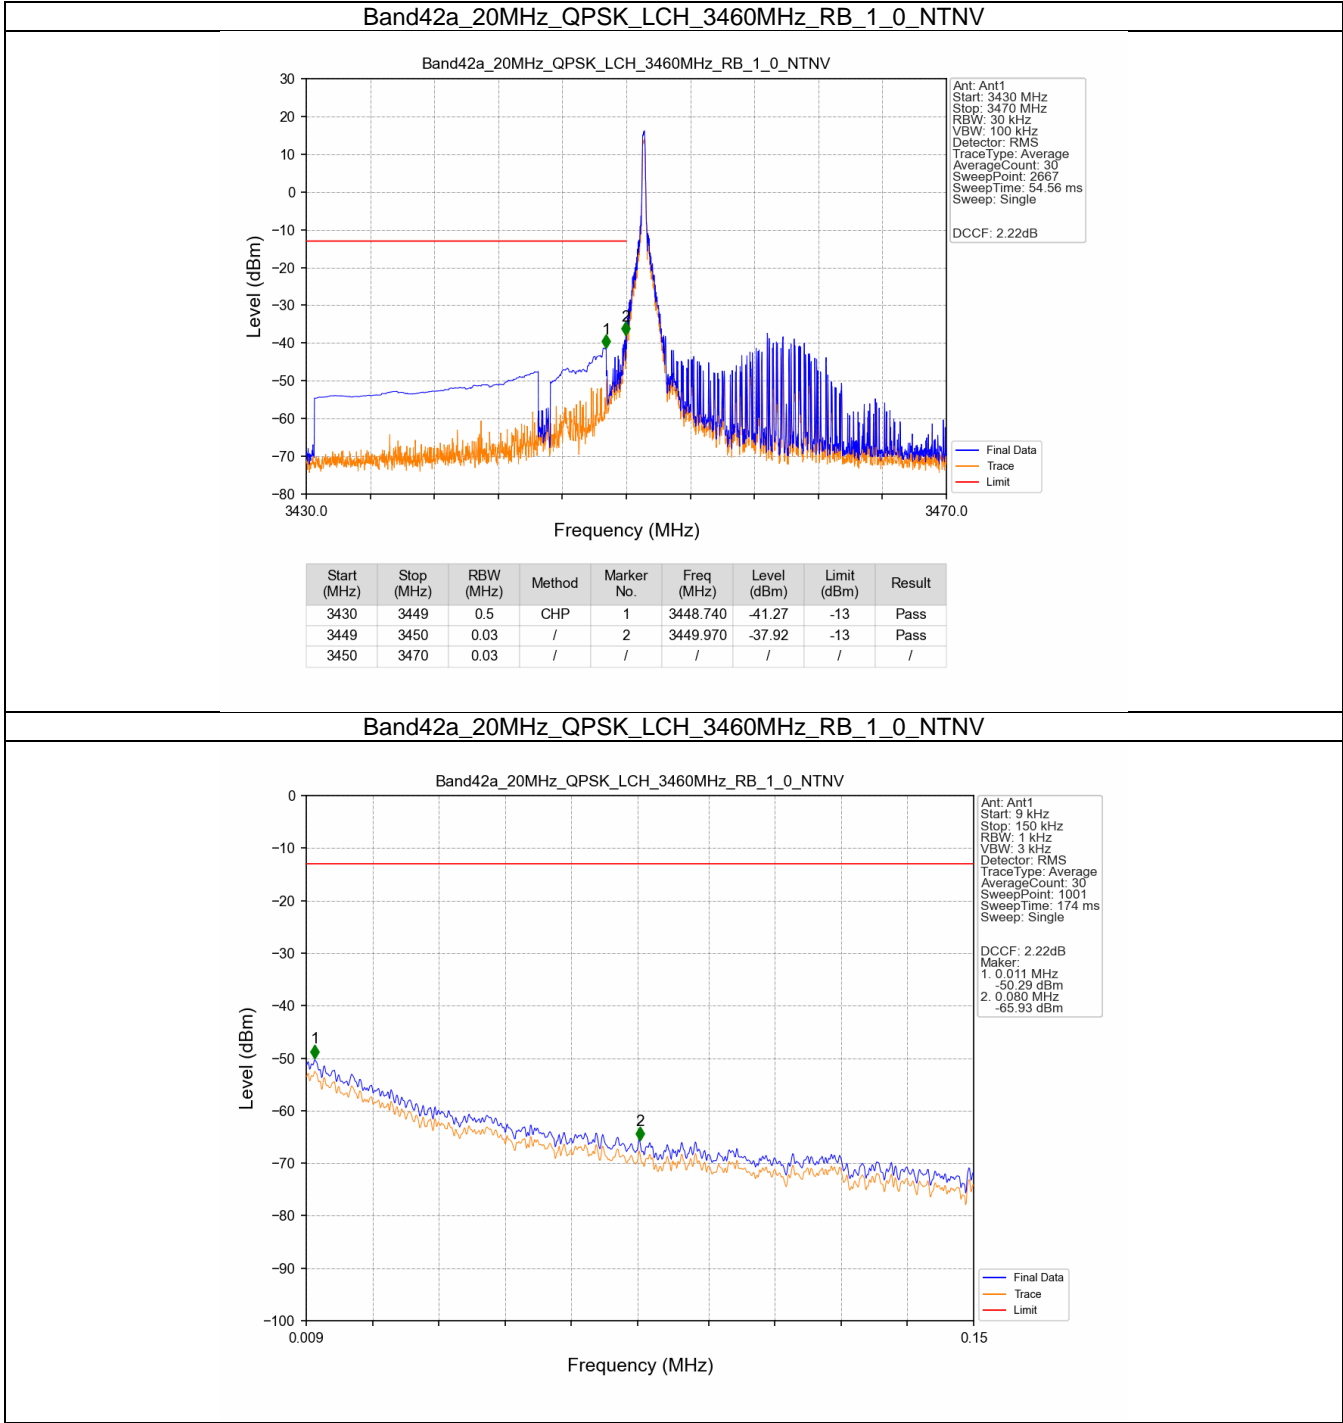 Band42a_20MHz_QPSK_LCH_3460MHz_RB_1_0_NTNV
Band42a_20MHz_QPSK_LCH_3460MHz_RB_1_0_NTNV
30
20
10
0
−10
−20
−30
−40
−50
−60
−70
−80
Level (dBm)
1
2
3430.0
3470.0
Frequency (MHz)
Ant: Ant1
Start: 3430 MHz
Stop: 3470 MHz
RBW: 30 kHz
VBW: 100 kHz
Detector: RMS
TraceType: Average
AverageCount: 30
SweepPoint: 2667
SweepTime: 54.56 ms
Sweep: Single
DCCF: 2.22dB
Final Data
Trace
Limit
Start (MHz) Stop (MHz) RBW (MHz) Method Marker No. Freq (MHz) Level (dBm) Limit (dBm) Result
3430 3449 0.5 CHP 1 3448.740 -41.27 -13 Pass
3449 3450 0.03 / 2 3449.970 -37.92 -13 Pass
3450 3470 0.03 / / / / / /
Band42a_20MHz_QPSK_LCH_3460MHz_RB_1_0_NTNV
Band42a_20MHz_QPSK_LCH_3460MHz_RB_1_0_NTNV
0
−10
−20
−30
−40
−50
−60
−70
−80
−90
−100
Level (dBm)
1
2
0.009
0.15
Frequency (MHz)
Ant: Ant1
Start: 9 kHz
Stop: 150 kHz
RBW: 1 kHz
VBW: 3 kHz
Detector: RMS
TraceType: Average
AverageCount: 30
SweepPoint: 1001
SweepTime: 174 ms
Sweep: Single
DCCF: 2.22dB
Maker:
1. 0.011 MHz
-50.29 dBm
2. 0.080 MHz
-65.93 dBm
Final Data
Trace
Limit